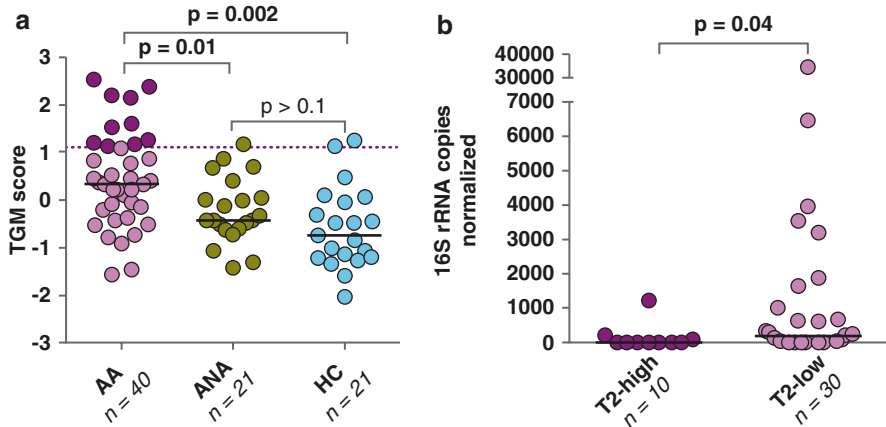 a
p = 0.002
p = 0.01
p > 0.1
TGM score
3
2
1
0
-1
-2
-3
AA
n = 40
ANA
n = 21
HC
n = 21
b
p = 0.04
16S rRNA copies
normalized
40000
30000
7000
6000
5000
4000
3000
2000
1000
0
T2-high
n = 10
T2-low
n = 30